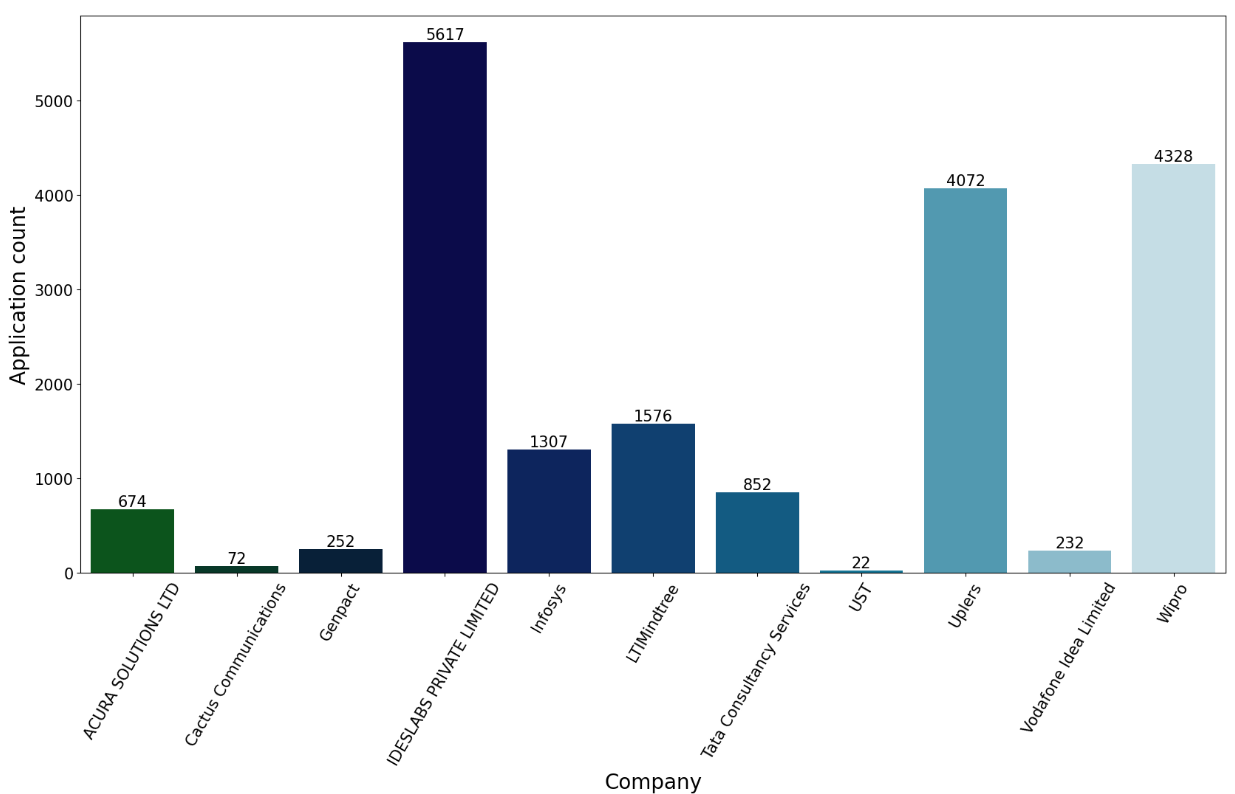 Application count
5000
4000
3000
2000
1000
0
674
72
252
5617
1307
1576
852
22
4072
232
4328
ACURA SOLUTIONS LTD
Cactus Communications
Genpact
IDESLABS PRIVATE LIMITED
Infosys
LTIMindtree
Tata Consultancy Services
UST
Uplers
Vodafone Idea Limited
Wipro
Company